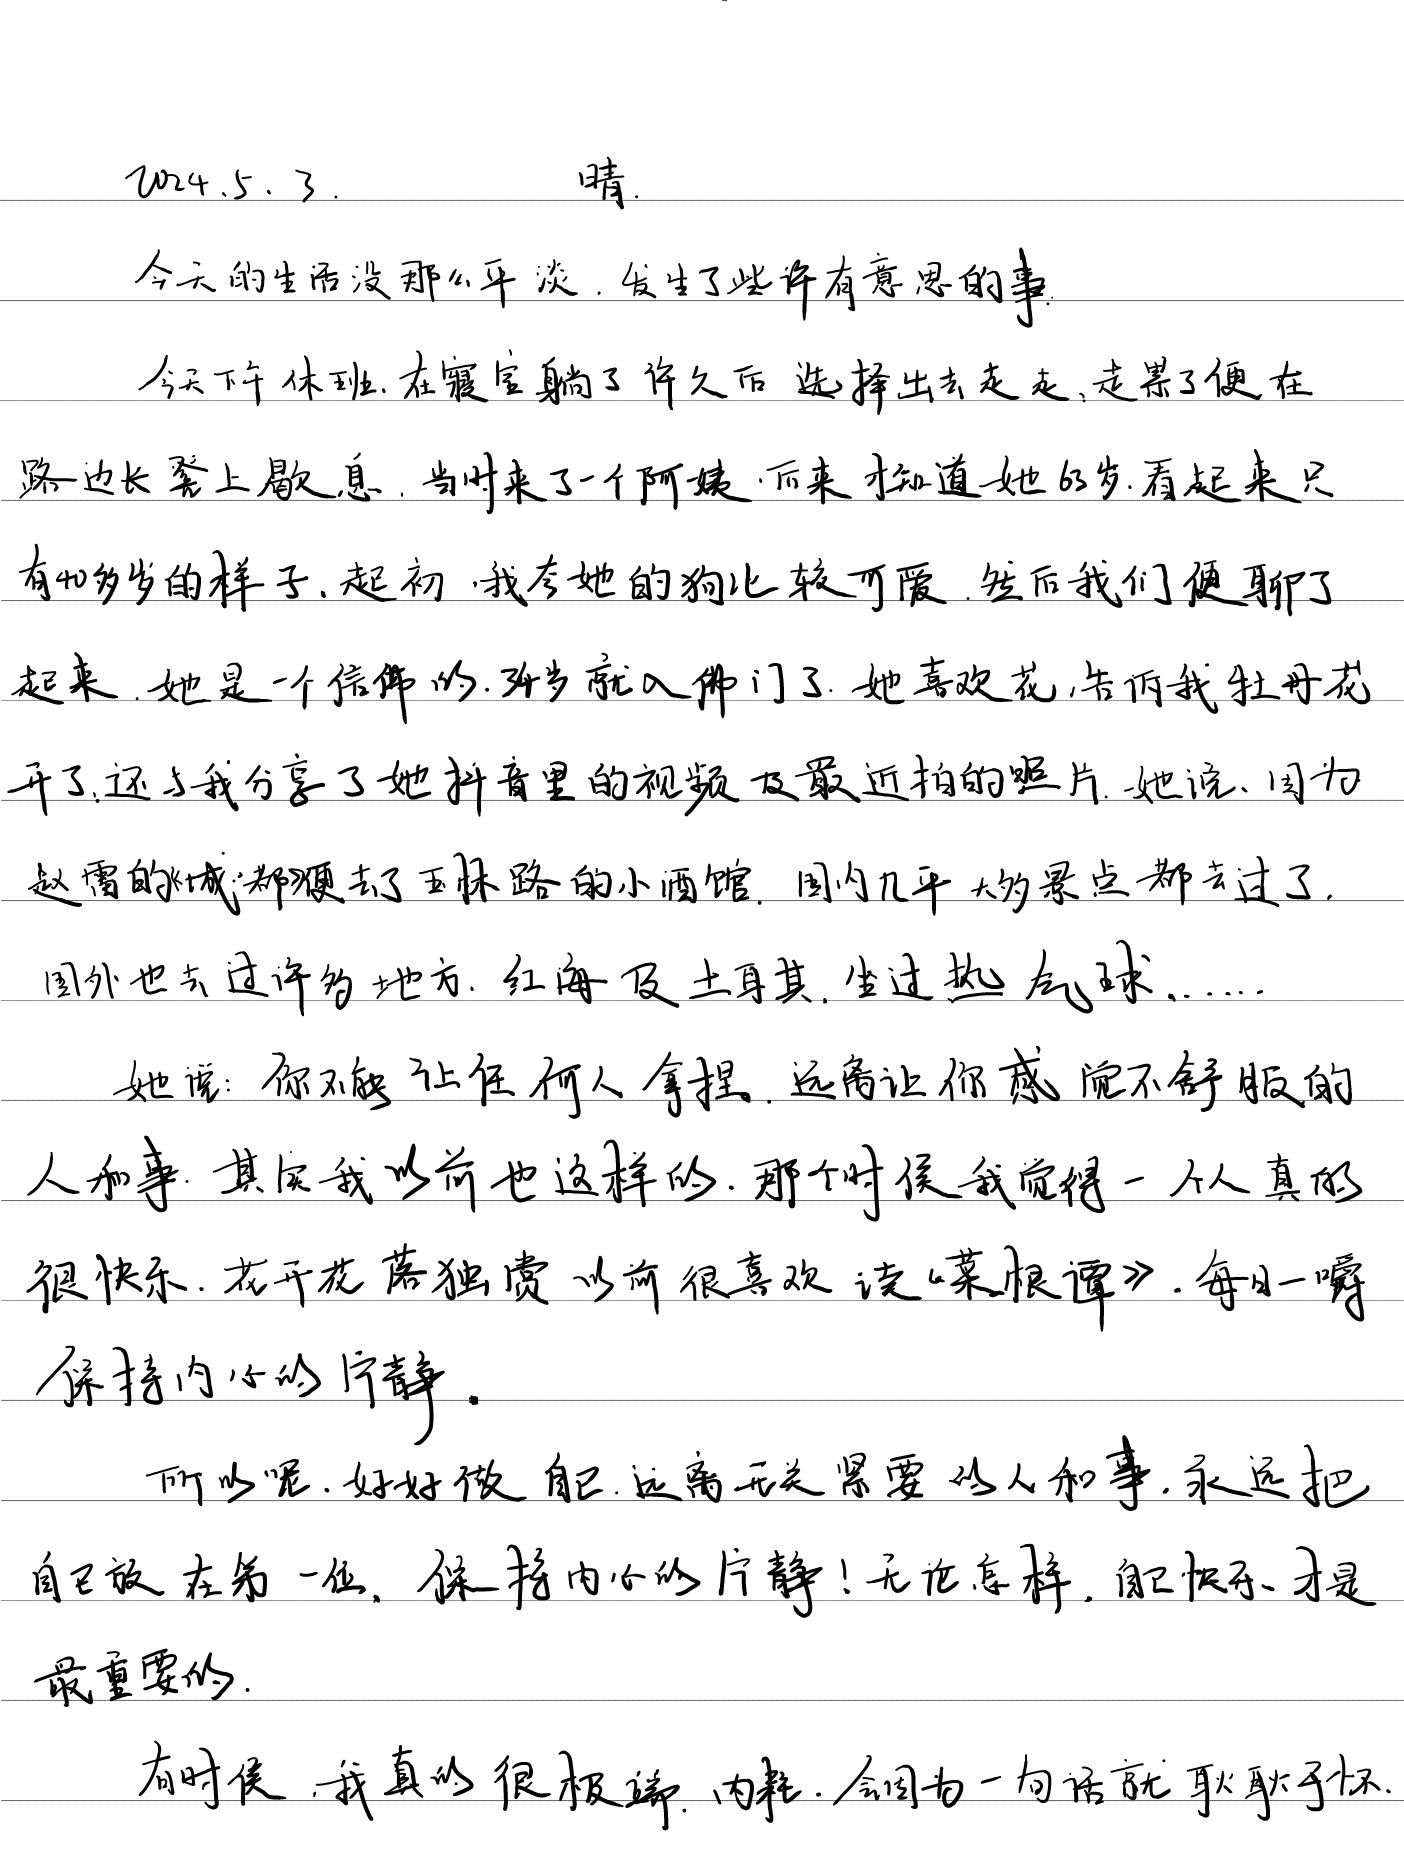 2024.5.3. 晴.
今天的生活没那么平淡.发生了些许有意思的事.
今天下午休班.在寝室躺了许久后选择出去走走,走累了便在
路边长凳上歇息.当时来了一个阿姨.后来才知道她63岁.看起来只
有40多岁的样子.起初,我夸她的狗比较可爱.然后我们便聊了
起来.她是一个信佛的.34岁就入佛门了.她喜欢花,告诉我牡丹花
开了.还与我分享了她抖音里的视频及最近拍的照片.她说、因为
赵雷的《成都》便去了玉林路的小酒馆.国内几乎大多景点都去过了.
国外也去过许多地方.红海及土耳其.坐过热气球.……
她说:你不能让任何人拿捏.远离让你感觉不舒服的
人和事.其实我以前也这样的.那个时侯我觉得一个人真的
很快乐.花开花落独赏 以前很喜欢读《菜根谭》.每日一嚼
保持内心的宁静.
所以呢.好好做自己.远离无关紧要的人和事.永远把
自己放在第一位、保持内心的宁静!无论怎样.自己快乐、才是
最重要的.
有时侯,我真的很极端.内耗.会因为一句话就耿耿于怀.